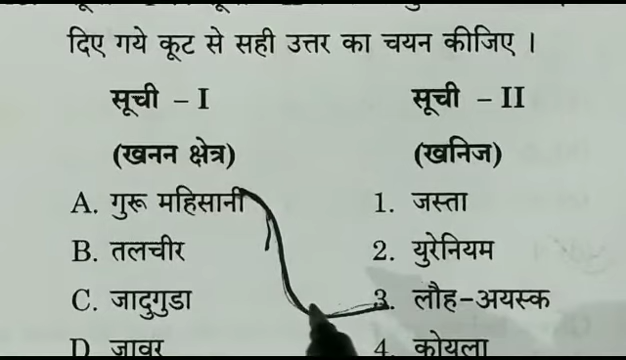 दिए गये कूट से सही उत्तर का चयन कीजिए ।
सूची – I सूची – II
(खनन क्षेत्र) (खनिज)
A. गुरू महिसानी 1. जस्ता
B. तलचीर 2. युरेनियम
C. जादुगुडा 3. लौह-अयस्क
D जावर 4. कोयला